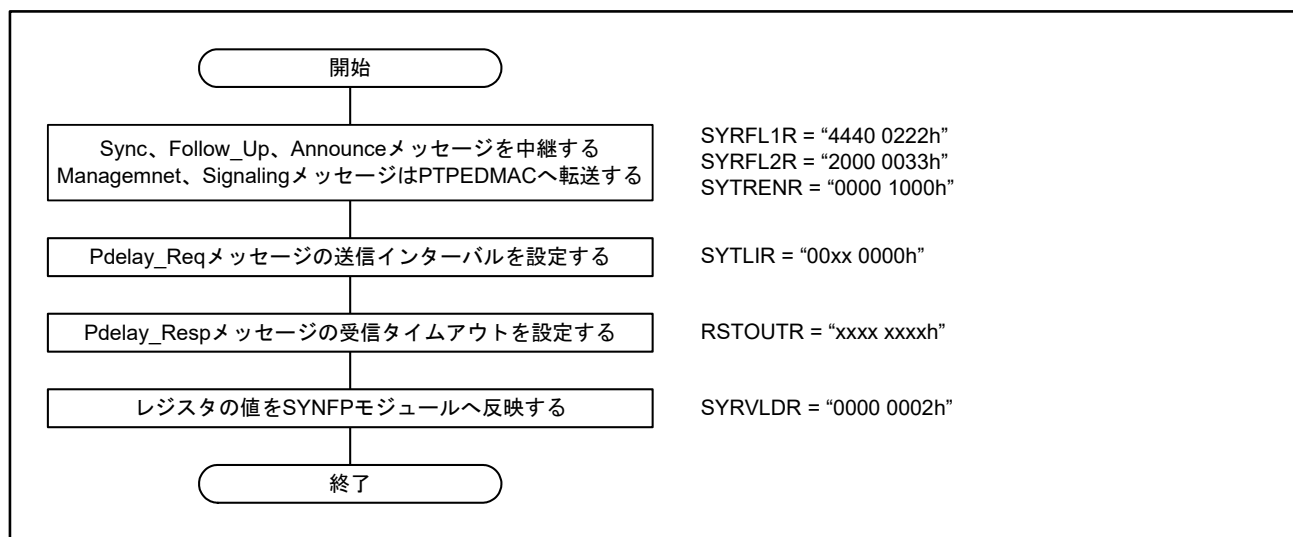 開始
Sync、Follow_Up、Announceメッセージを中継する
Managemnet、SignalingメッセージはPTPEDMACへ転送する
SYRFL1R = “4440 0222h”
SYRFL2R = “2000 0033h”
SYTRENR = “0000 1000h”
Pdelay_Reqメッセージの送信インターバルを設定する
SYTLIR = “00xx 0000h”
Pdelay_Respメッセージの受信タイムアウトを設定する
RSTOUTR = “xxxx xxxxh”
レジスタの値をSYNFPモジュールへ反映する
SYRVLDR = “0000 0002h”
終了